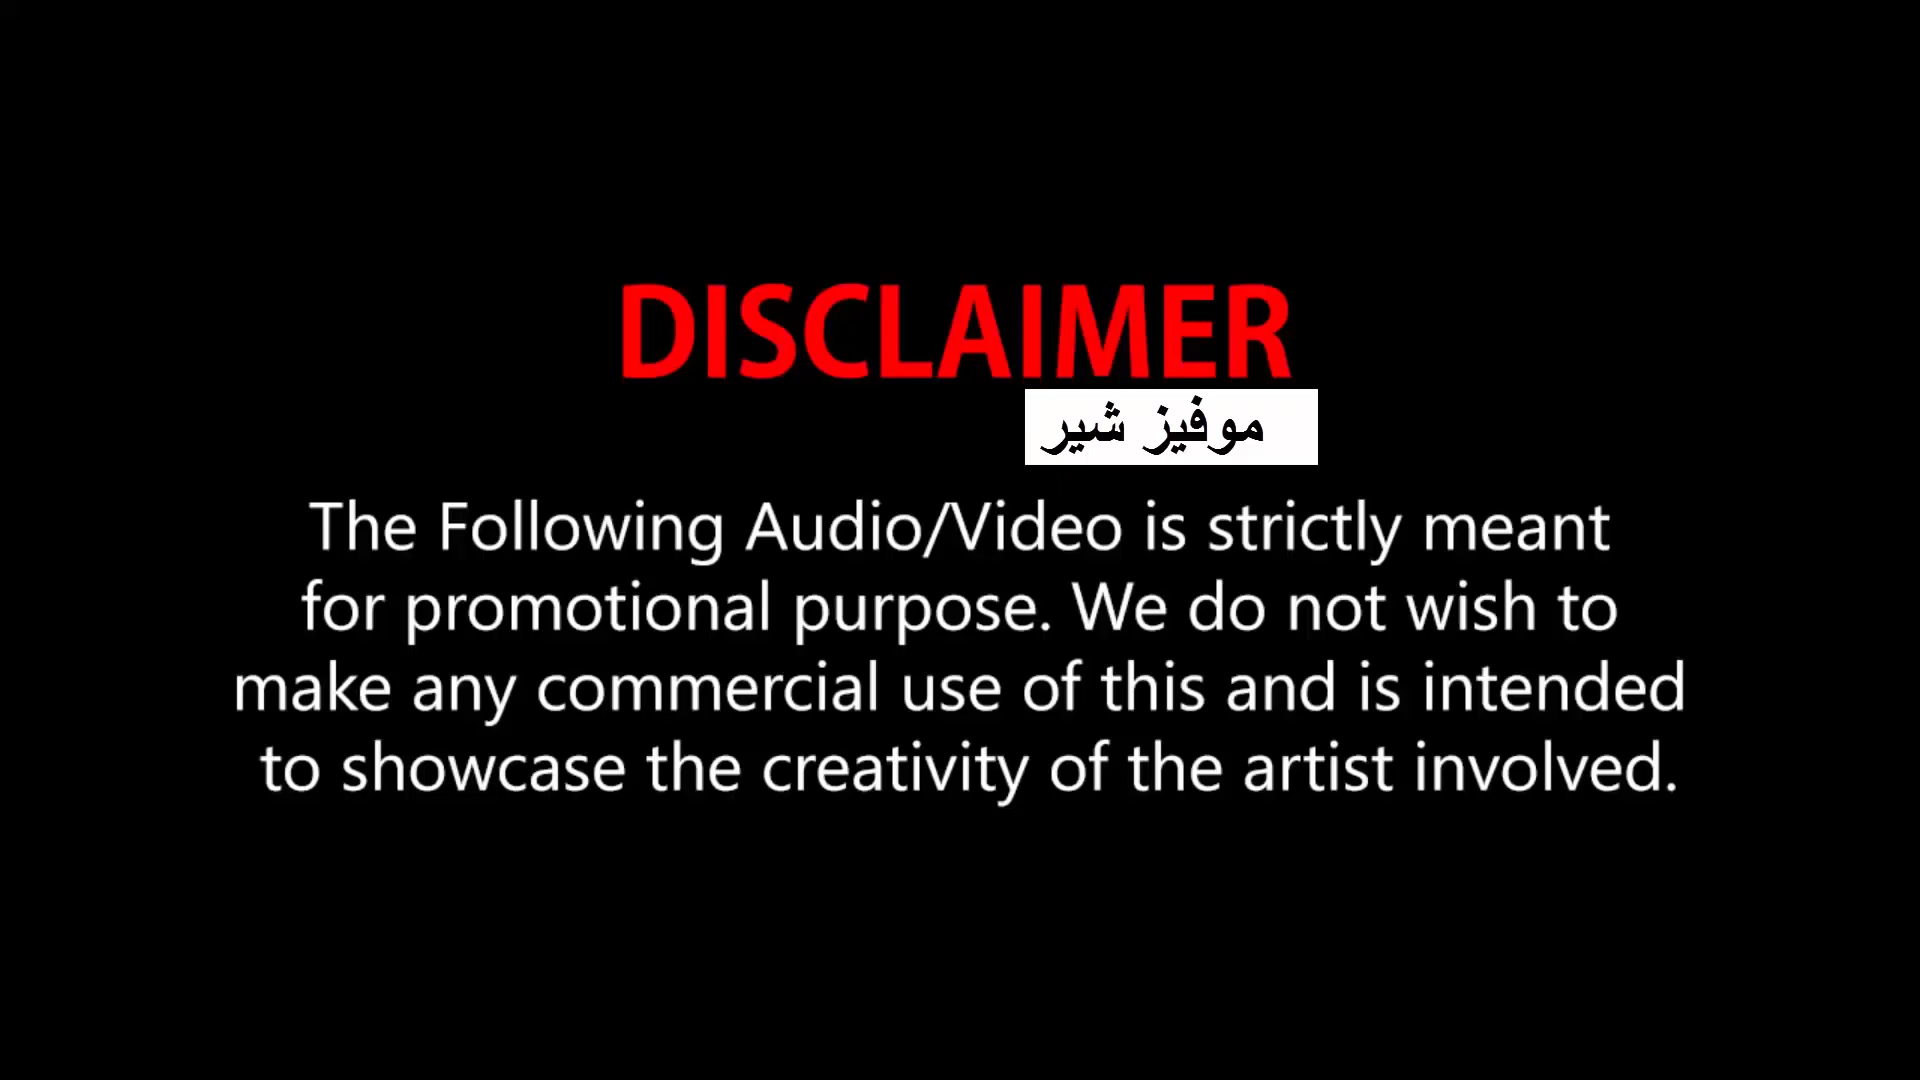 DISCLAIMER
موفيز شير
The Following Audio/Video is strictly meant
for promotional purpose. We do not wish to
make any commercial use of this and is intended
to showcase the creativity of the artist involved.